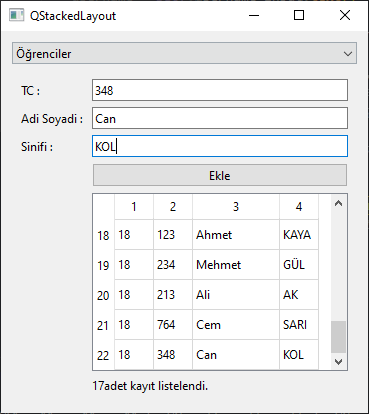 QStackedLayout
Öğrenciler
TC : 348
Adi Soyadi : Can
Sinifi : KOL
Ekle
1 2 3 4
18 18 123 Ahmet KAYA
19 18 234 Mehmet GÜL
20 18 213 Ali AK
21 18 764 Cem SARI
22 18 348 Can KOL
17adet kayıt listelendi.